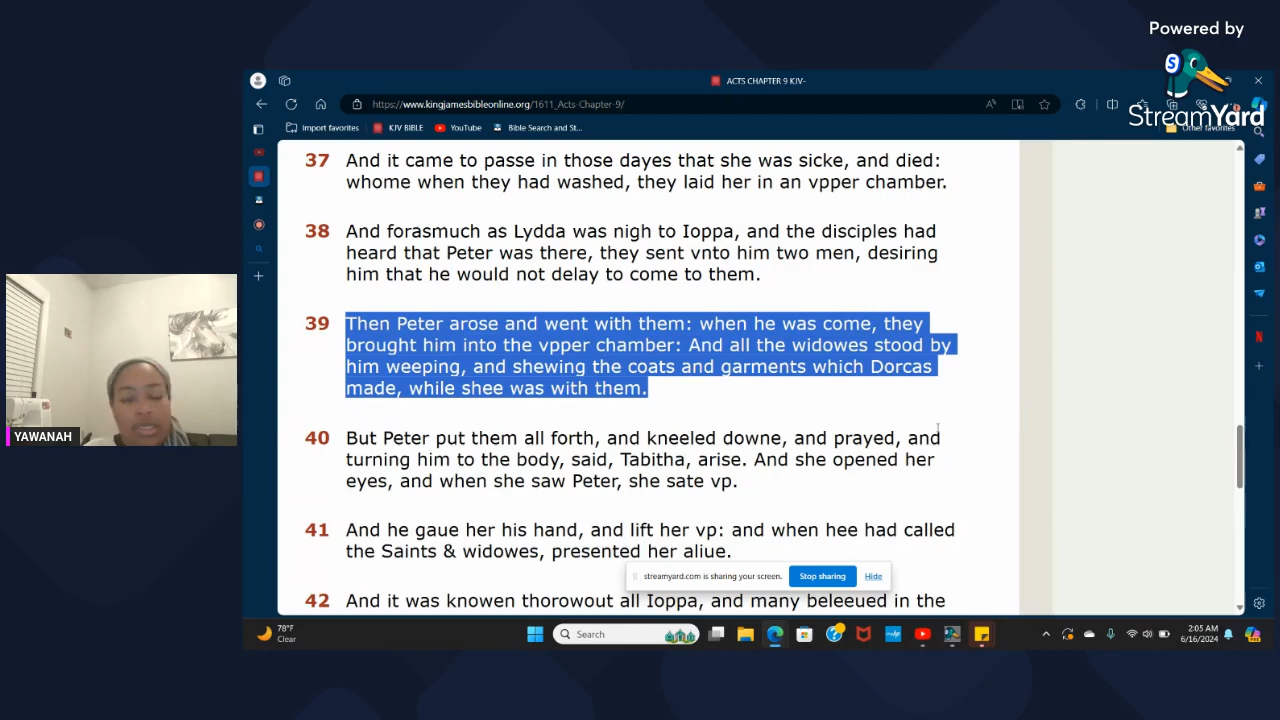 Powered by
StreamYard
ACTS CHAPTER 9 KJV-
https://www.kingjamesbibleonline.org/1611_Acts-Chapter-9/
Import favorites
KJV BIBLE
YouTube
Bible Search and St...
Other favorites
37 And it came to passe in those dayes that she was sicke, and died:
whome when they had washed, they laid her in an vpper chamber.
38 And forasmuch as Lydda was nigh to Ioppa, and the disciples had
heard that Peter was there, they sent vnto him two men, desiring
him that he would not delay to come to them.
39 Then Peter arose and went with them: when he was come, they
brought him into the vpper chamber: And all the widowes stood by
him weeping, and shewing the coats and garments which Dorcas
made, while shee was with them.
40 But Peter put them all forth, and kneeled downe, and prayed, and
turning him to the body, said, Tabitha, arise. And she opened her
eyes, and when she saw Peter, she sate vp.
41 And he gaue her his hand, and lift her vp: and when hee had called
the Saints & widowes, presented her aliue.
streamyard.com is sharing your screen.
Stop sharing
Hide
42 And it was knowen thorowout all Ioppa, and many beleeued in the
YAWANAH
78°F
Clear
Search
2:05 AM
6/16/2024